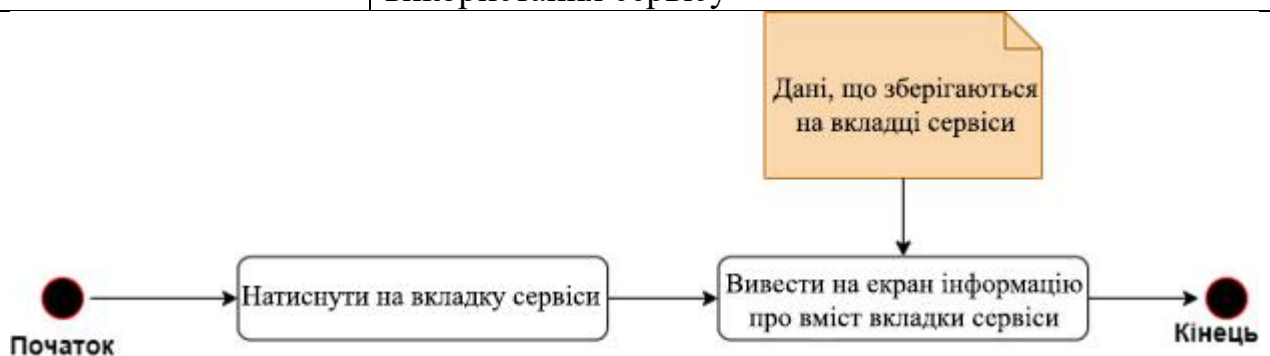 Дані, що зберігаються
на вкладці сервіси
Початок
Натиснути на вкладку сервіси
Вивести на екран інформацію
про вміст вкладки сервіси
Кінець